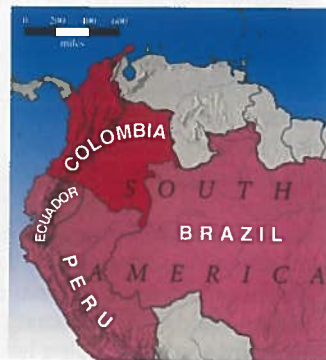 0 200 400 600
miles
COLOMBIA
SOUTH
ECUADOR
BRAZIL
PERU
AMERICA